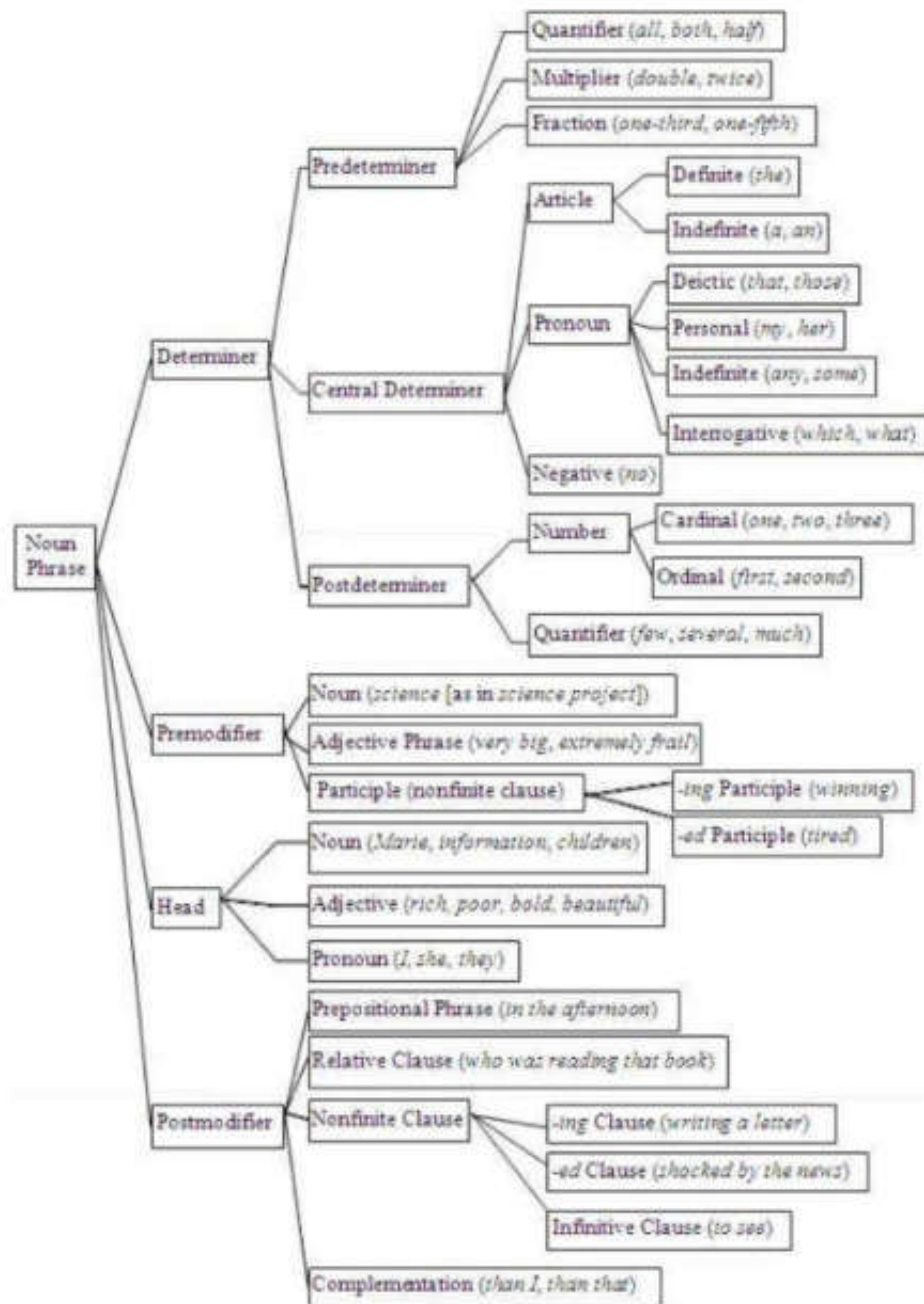 Quantifier (all, both, half)
Multiplier (double, twice)
Fraction (one-third, one-fifth)
Predeterminer
Definite (the)
Article
Indefinite (a, an)
Deictic (that, those)
Pronoun
Personal (my, her)
Determiner
Indefinite (any, some)
Central Determiner
Interrogative (which, what)
Negative (no)
Cardinal (one, two, three)
Number
Noun
Phrase
Ordinal (first, second)
Postdeterminer
Quantifier (few, several, much)
Noun (science [as in science project])
Premodifier
Adjective Phrase (very big, extremely frail)
Participle (nonfinite clause)
-ing Participle (winning)
-ed Participle (tired)
Noun (Marie, information, children)
Head
Adjective (rich, poor, bold, beautiful)
Pronoun (I, she, they)
Prepositional Phrase (in the afternoon)
Relative Clause (who was reading that book)
Postmodifier
Nonfinite Clause
-ing Clause (writing a letter)
-ed Clause (shocked by the news)
Infinitive Clause (to see)
Complementation (than I, than that)